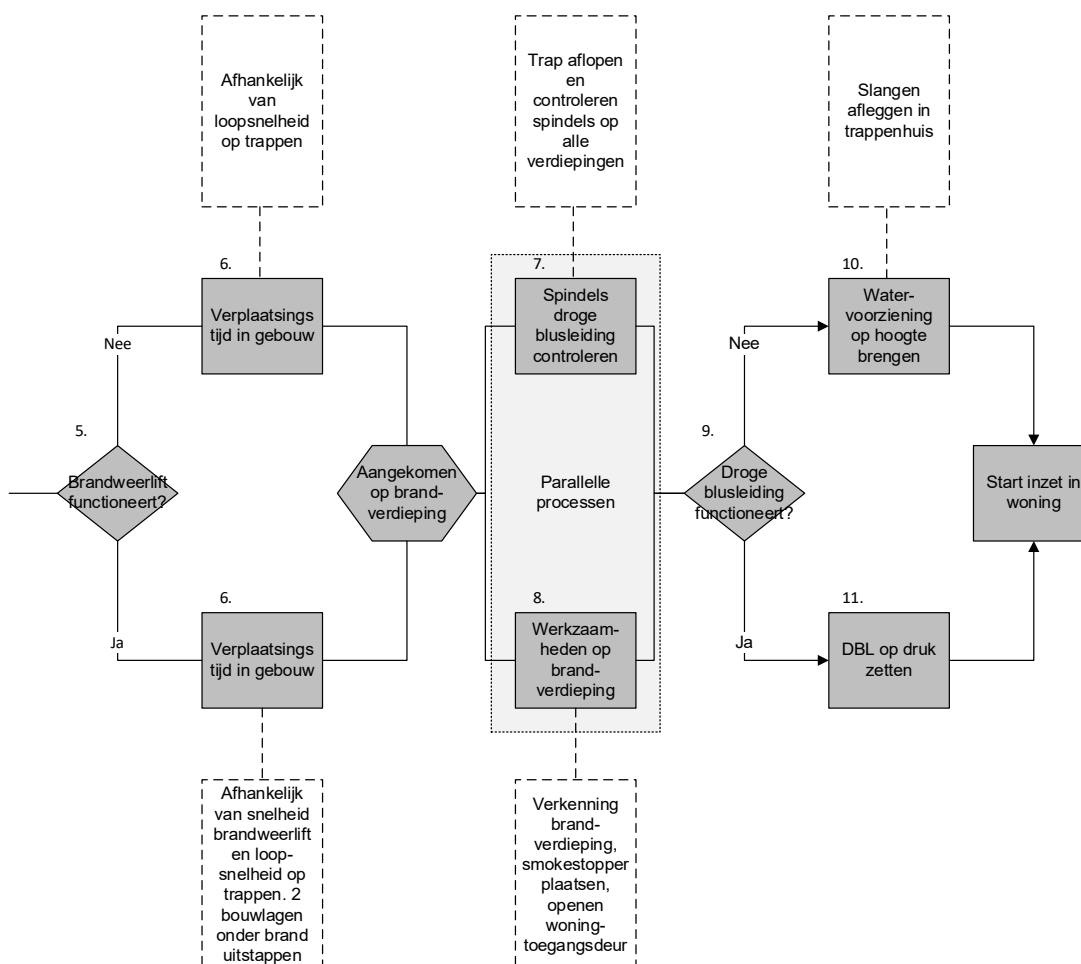 Afhankelijk
van
loopsnelheid
op trappen
Trap aflopen
en
controleren
spindels op
alle
verdiepingen
Slangen
afleggen in
trappenhuis
6.
Verplaatsings
tijd in gebouw
7.
Spindels
droge
blusleiding
controleren
10.
Water-
voorziening
op hoogte
brengen
Nee
Nee
5.
Brandweerlift
functioneert?
Aangekomen
op brand-
verdieping
Parallelle
processen
9.
Droge
blusleiding
functioneert?
Start inzet in
woning
Ja
6.
Verplaatsings
tijd in gebouw
8.
Werkzaam-
heden op
brand-
verdieping
Ja
11.
DBL op druk
zetten
Afhankelijk
van snelheid
brandweerlift
en loop-
snelheid op
trappen. 2
bouwlagen
onder brand
uitstappen
Verkenning
brand-
verdieping,
smokestopper
plaatsen,
openen
woning-
toegangsdeur